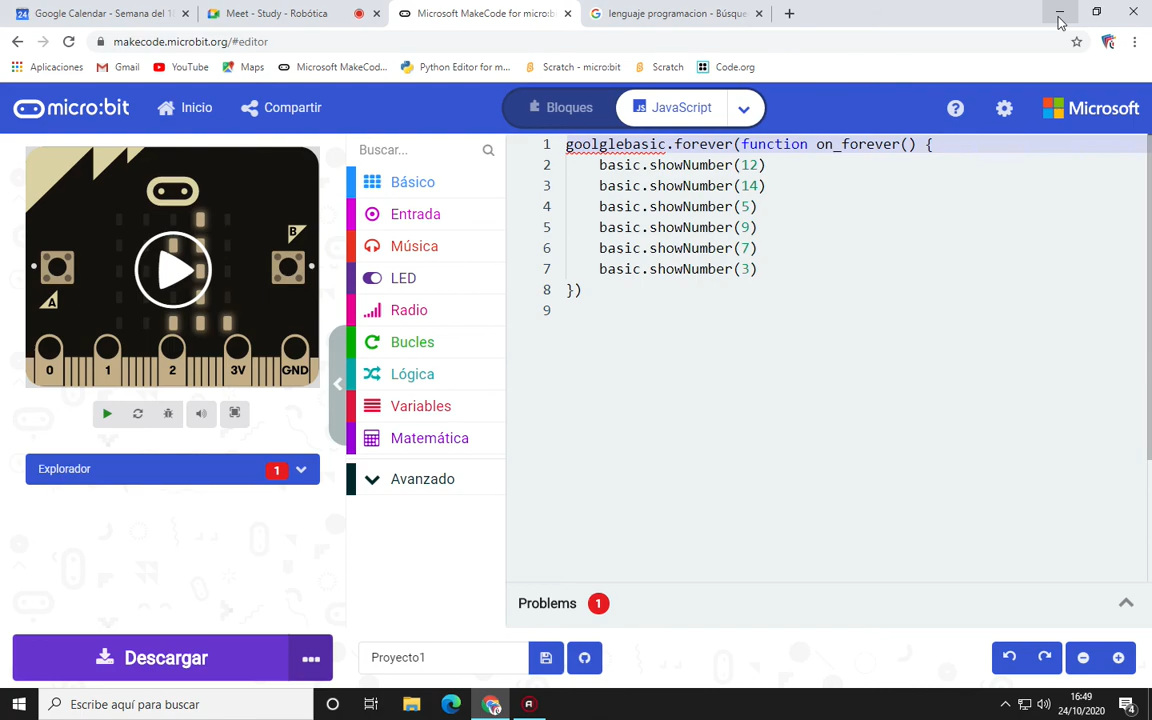 Google Calendar - Semana del 1
Meet - Study - Robótica
Microsoft MakeCode for micro:b
lenguaje programacion - Búsque
makecode.microbit.org/#editor
Aplicaciones
Gmail
YouTube
Maps
Microsoft MakeCod...
Python Editor for m...
Scratch - micro:bit
Scratch
Code.org
micro:bit
Inicio
Compartir
Bloques
JS JavaScript
Microsoft
Buscar...
Básico
Entrada
Música
LED
Radio
Bucles
Lógica
Variables
Matemática
Avanzado
A
B
0 1 2 3V GND
Explorador 1
1 goolglebasic.forever(function on_forever() {
2 basic.showNumber(12)
3 basic.showNumber(14)
4 basic.showNumber(5)
5 basic.showNumber(9)
6 basic.showNumber(7)
7 basic.showNumber(3)
8 })
9
Problems 1
Descargar
...
Proyecto1
Escribe aquí para buscar
16:49
24/10/2020
4